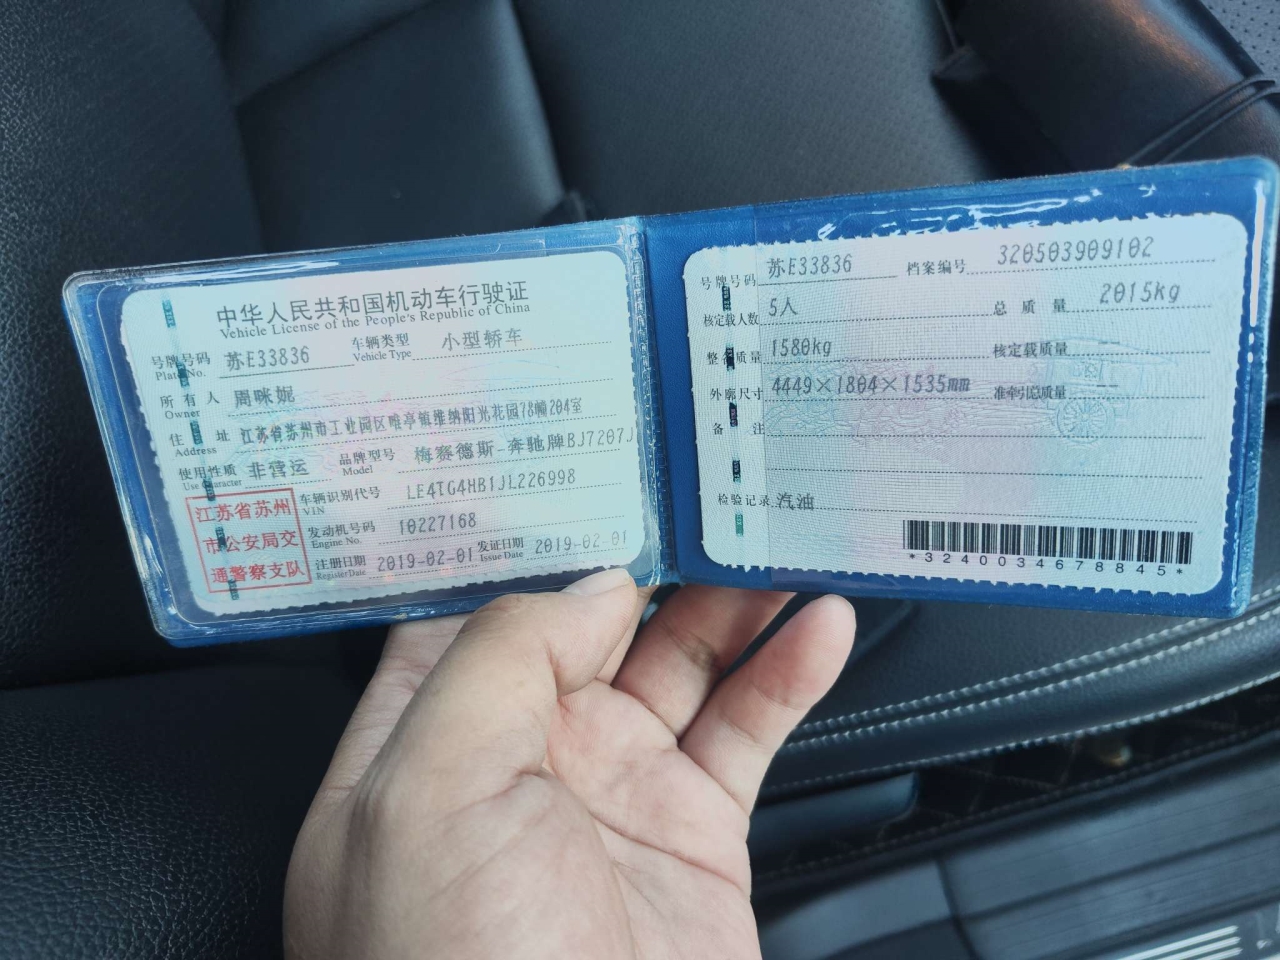 中华人民共和国机动车行驶证
Vehicle License of the People's Republic of China
号牌号码 苏E33836 车辆类型 小型轿车
Plate No. Vehicle Type
所有人 周咪妮
Owner
住址 江苏省苏州市工业园区唯亭镇维纳阳光花园78幢204室
Address
使用性质 非营运 品牌型号 梅赛德斯-奔驰牌BJ7207J
Use Character Model
江苏省苏州
市公安局交
通警察支队
车辆识别代号 LE4TG4HB1JL226998
VIN
发动机号码 10227168
Engine No.
注册日期 2019-02-01 发证日期 2019-02-01
Register Date Issue Date
号牌号码 苏E33836 档案编号 320503909102
核定载人数 5人 总质量 2015kg
整备质量 1580kg 核定载质量 --
外廓尺寸 4449×1804×1535mm 准牵引总质量 --
备注
检验记录 汽油
*3240034678845*